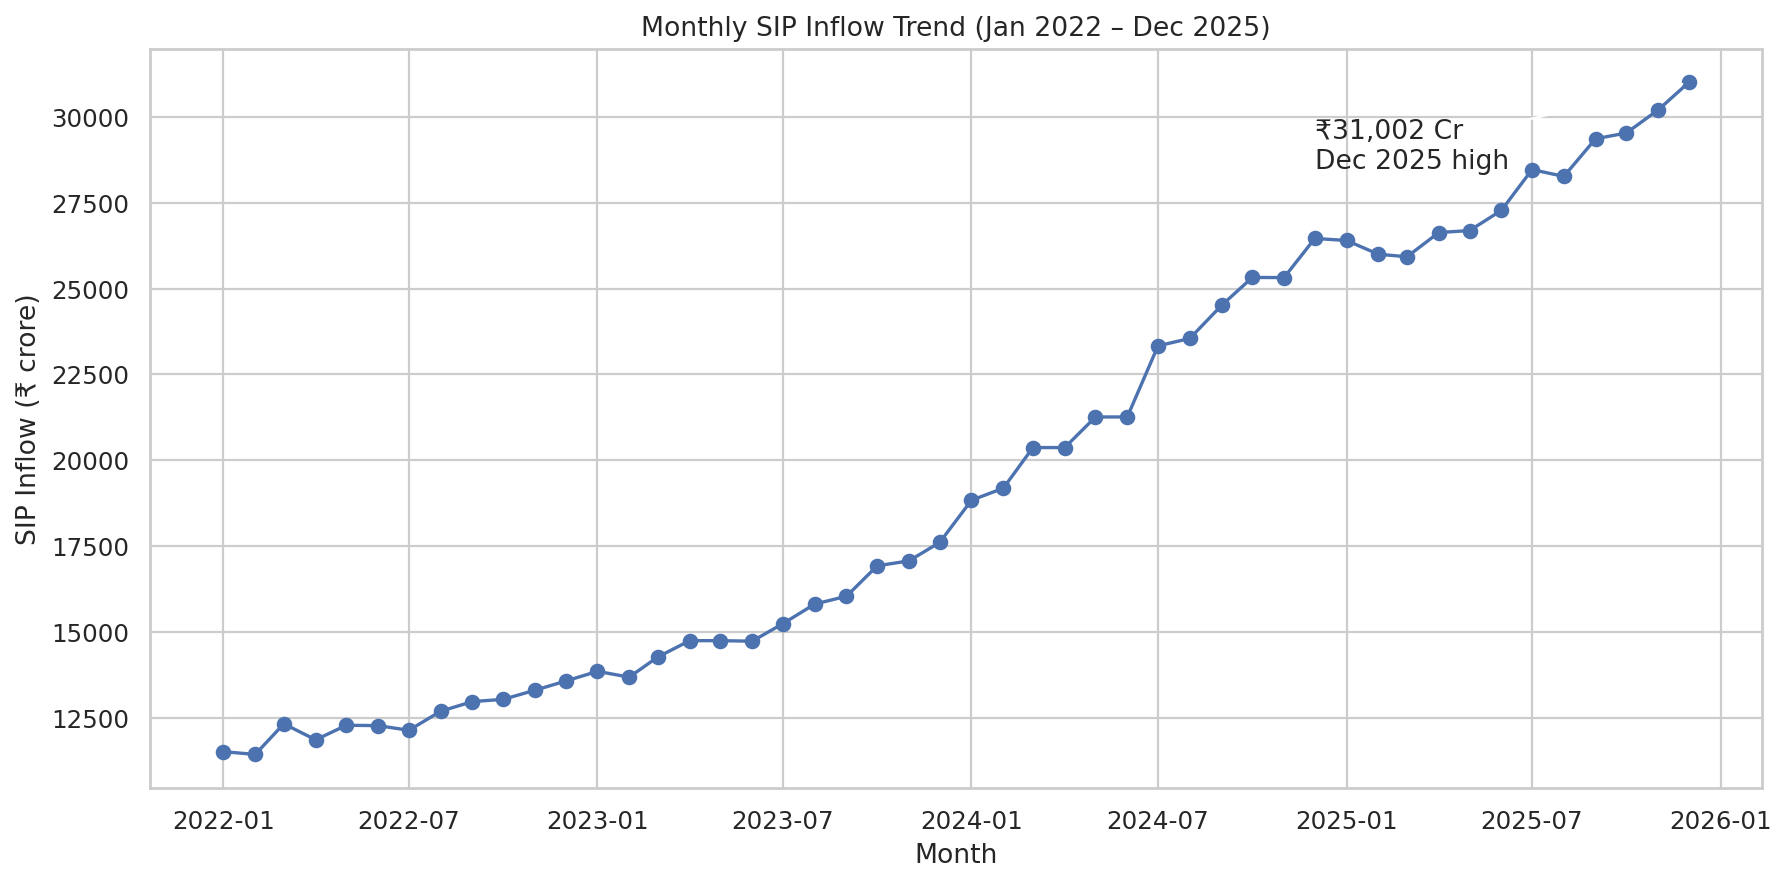 Monthly SIP Inflow Trend (Jan 2022 – Dec 2025)
SIP Inflow (₹ crore)
30000
27500
25000
22500
20000
17500
15000
12500
₹31,002 Cr
Dec 2025 high
2022-01 2022-07 2023-01 2023-07 2024-01 2024-07 2025-01 2025-07 2026-01
Month